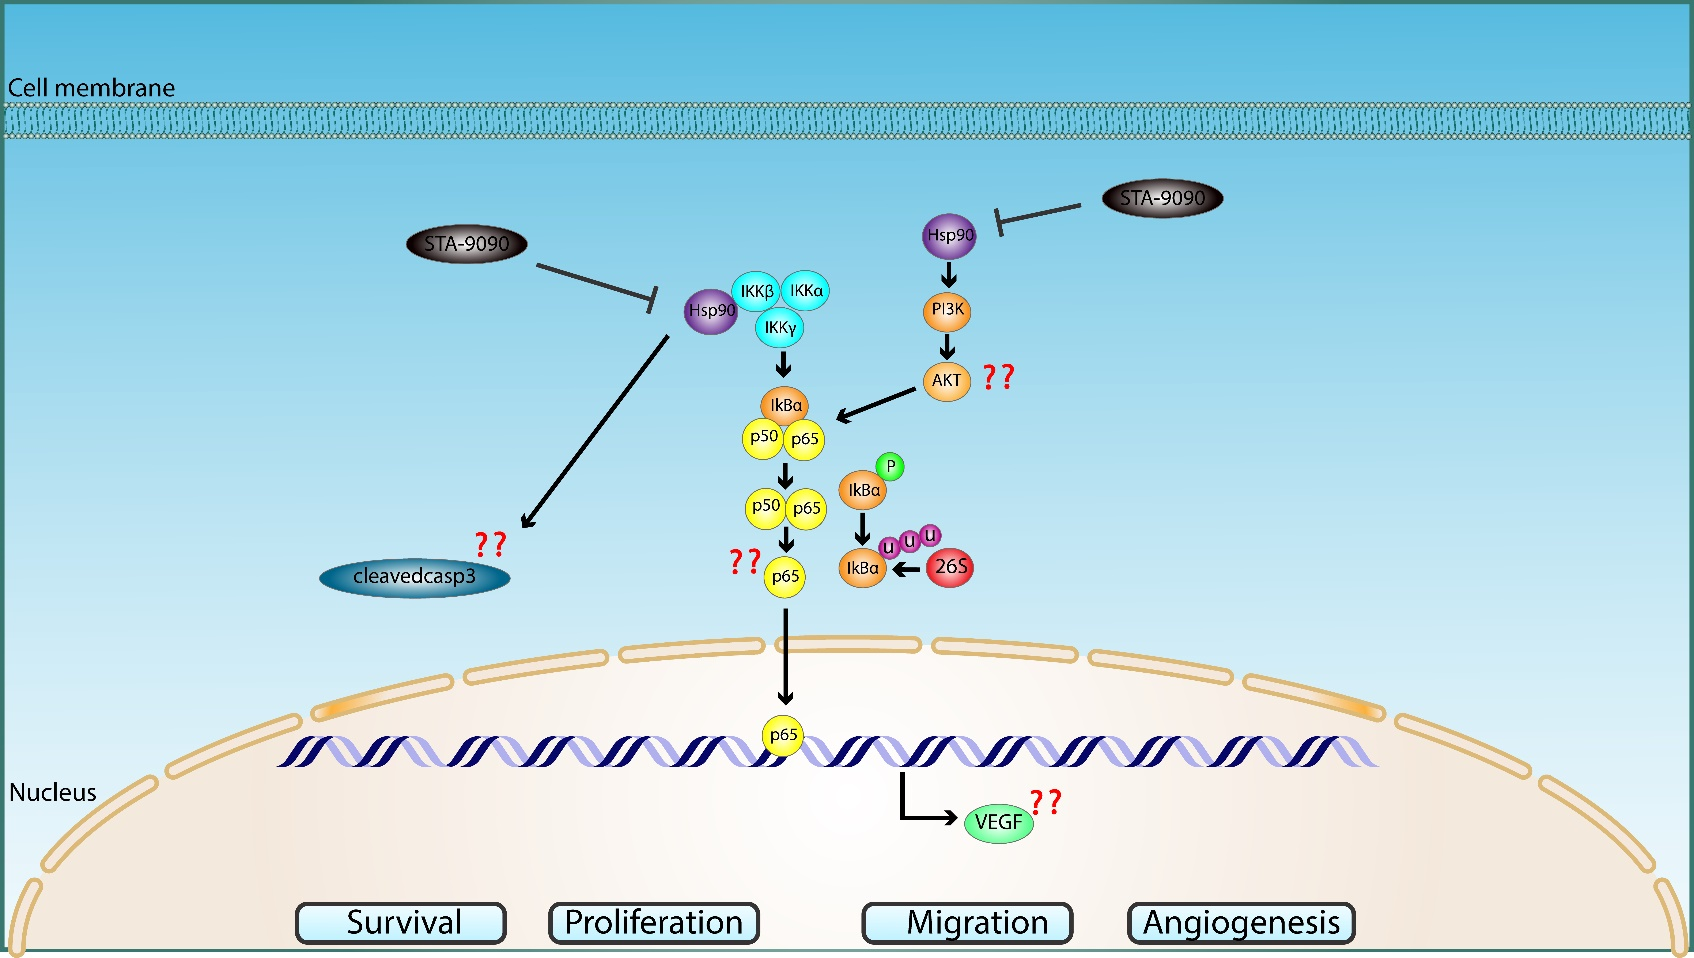 Cell membrane
STA-9090
STA-9090
Hsp90
IKKβ
IKKα
Hsp90
IKKγ
PI3K
AKT
??
IkBα
p50
p65
P
IkBα
p50
p65
u
u
u
??
cleavedcasp3
??
p65
IkBα
26S
p65
Nucleus
VEGF
??
Survival
Proliferation
Migration
Angiogenesis